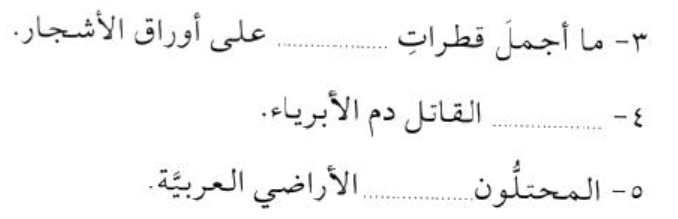 ٣- ما أجملَ قطراتِ ................ على أوراق الأشجار.
٤- ................ القاتل دم الأبرياء.
٥- المحتلُّون ................ الأراضي العربيَّة.